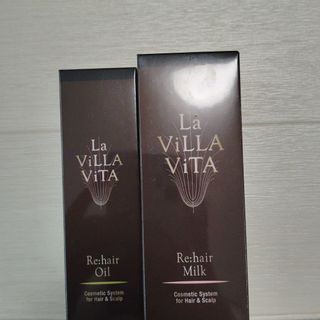 La
ViLLA
ViTA
Re:hair
Oil
Cosmetic System
for Hair & Scalp
La
ViLLA
ViTA
Re:hair
Milk
Cosmetic System
for Hair & Scalp